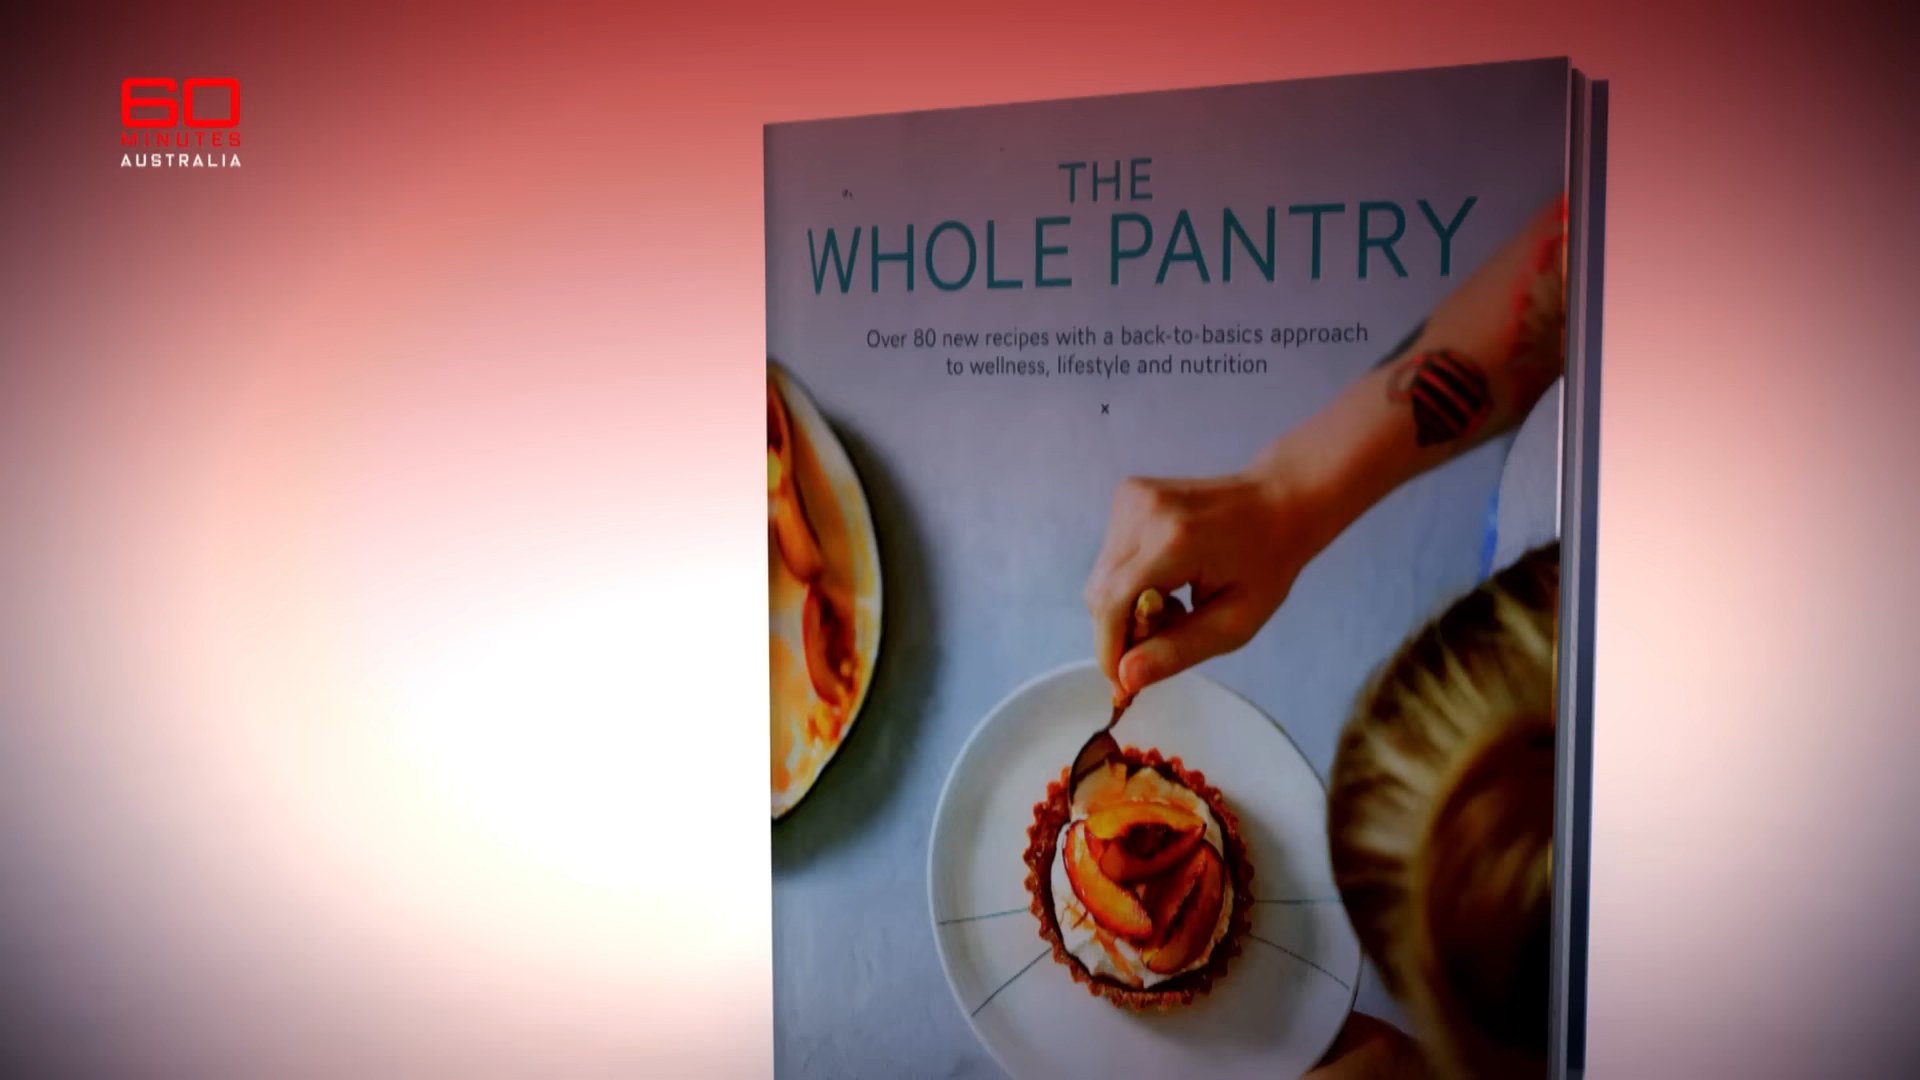 60
MINUTES
AUSTRALIA
THE
WHOLE PANTRY
Over 80 new recipes with a back-to-basics approach
to wellness, lifestyle and nutrition
x